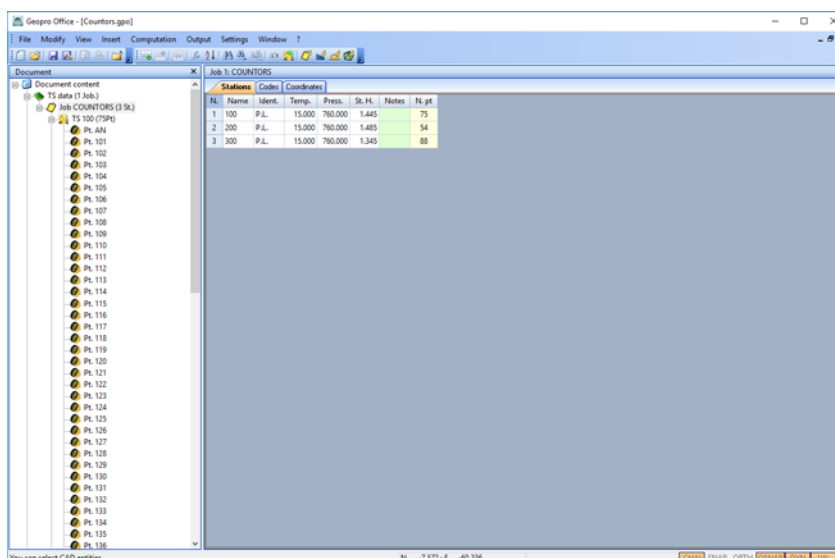 Geopro Office - [Countors.gpo]
File Modify View Insert Computation Output Settings Window ?
Document
Job 1: COUNTORS
Document content
TS data (1 Job.)
Job COUNTORS (3 St.)
TS 100 (75Pt)
Pt. AN
Pt. 101
Pt. 102
Pt. 103
Pt. 104
Pt. 105
Pt. 106
Pt. 107
Pt. 108
Pt. 109
Pt. 110
Pt. 111
Pt. 112
Pt. 113
Pt. 114
Pt. 115
Pt. 116
Pt. 117
Pt. 118
Pt. 119
Pt. 120
Pt. 121
Pt. 122
Pt. 123
Pt. 124
Pt. 125
Pt. 126
Pt. 127
Pt. 128
Pt. 129
Pt. 130
Pt. 131
Pt. 132
Pt. 133
Pt. 134
Pt. 135
Pt. 136
Stations Codes Coordinates
N. Name Ident. Temp. Press. St. H. Notes N. pt
1 100 P.L. 15.000 760.000 1.445 75
2 200 P.L. 15.000 760.000 1.485 54
3 300 P.L. 15.000 760.000 1.345 88
You can select CAD entities
N -7.572 : E -60.336
SNAP ORTH